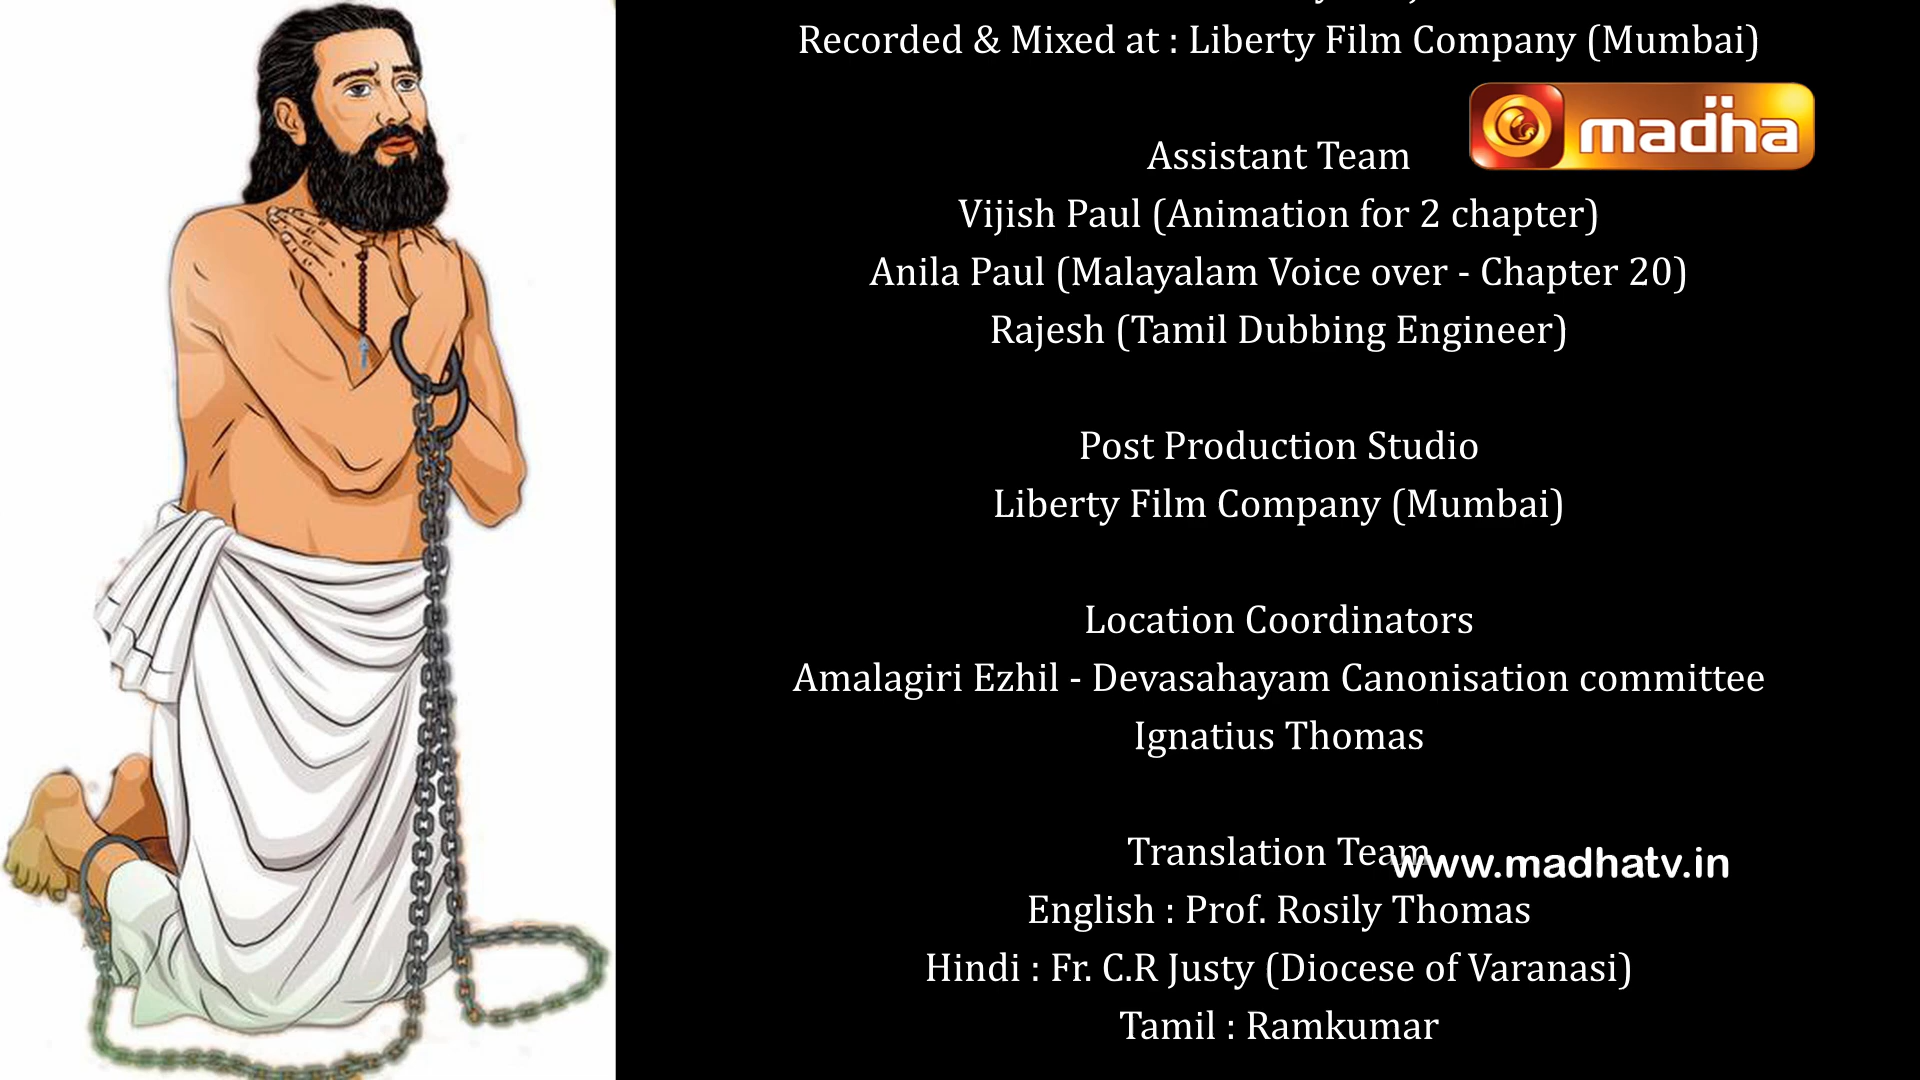 Recorded & Mixed at : Liberty Film Company (Mumbai)
madha
Assistant Team
Vijish Paul (Animation for 2 chapter)
Anila Paul (Malayalam Voice over - Chapter 20)
Rajesh (Tamil Dubbing Engineer)
Post Production Studio
Liberty Film Company (Mumbai)
Location Coordinators
Amalagiri Ezhil - Devasahayam Canonisation committee
Ignatius Thomas
Translation Team
www.madhatv.in
English : Prof. Rosily Thomas
Hindi : Fr. C.R Justy (Diocese of Varanasi)
Tamil : Ramkumar